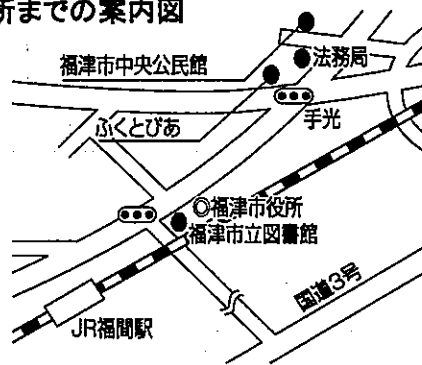 所までの案内図
福津市中央公民館
法務局
手光
ふくとぴあ
福津市役所
福津市立図書館
国道3号
JR福間駅